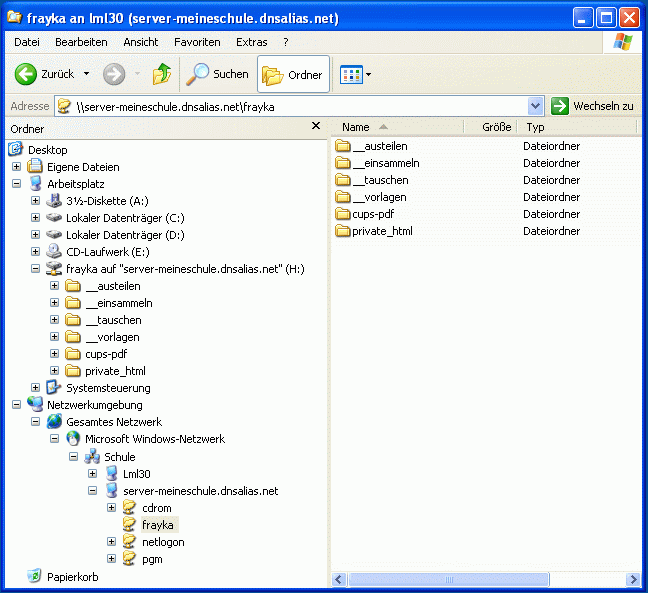 frayka an lml30 (server-meineschule.dnsalias.net)
Datei Bearbeiten Ansicht Favoriten Extras ?
Zurück Suchen Ordner
Adresse \\server-meineschule.dnsalias.net\frayka Wechseln zu
Ordner
Desktop
Eigene Dateien
Arbeitsplatz
3½-Diskette (A:)
Lokaler Datenträger (C:)
Lokaler Datenträger (D:)
CD-Laufwerk (E:)
frayka auf "server-meineschule.dnsalias.net" (H:)
__austeilen
__einsammeln
__tauschen
__vorlagen
cups-pdf
private_html
Systemsteuerung
Netzwerkumgebung
Gesamtes Netzwerk
Microsoft Windows-Netzwerk
Schule
Lml30
server-meineschule.dnsalias.net
cdrom
frayka
netlogon
pgm
Papierkorb
Name Größe Typ
__austeilen Dateiordner
__einsammeln Dateiordner
__tauschen Dateiordner
__vorlagen Dateiordner
cups-pdf Dateiordner
private_html Dateiordner